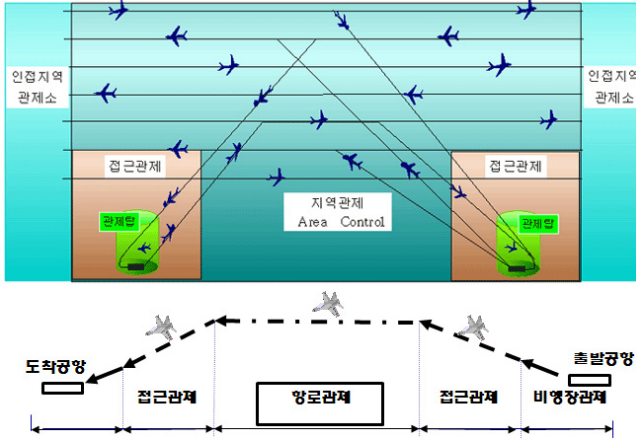 인접지역
관제소
접근관제
관제탑
지역관제
Area Control
접근관제
관제탑
인접지역
관제소
도착공항
출발공항
접근관제
항로관제
접근관제
비행장관제